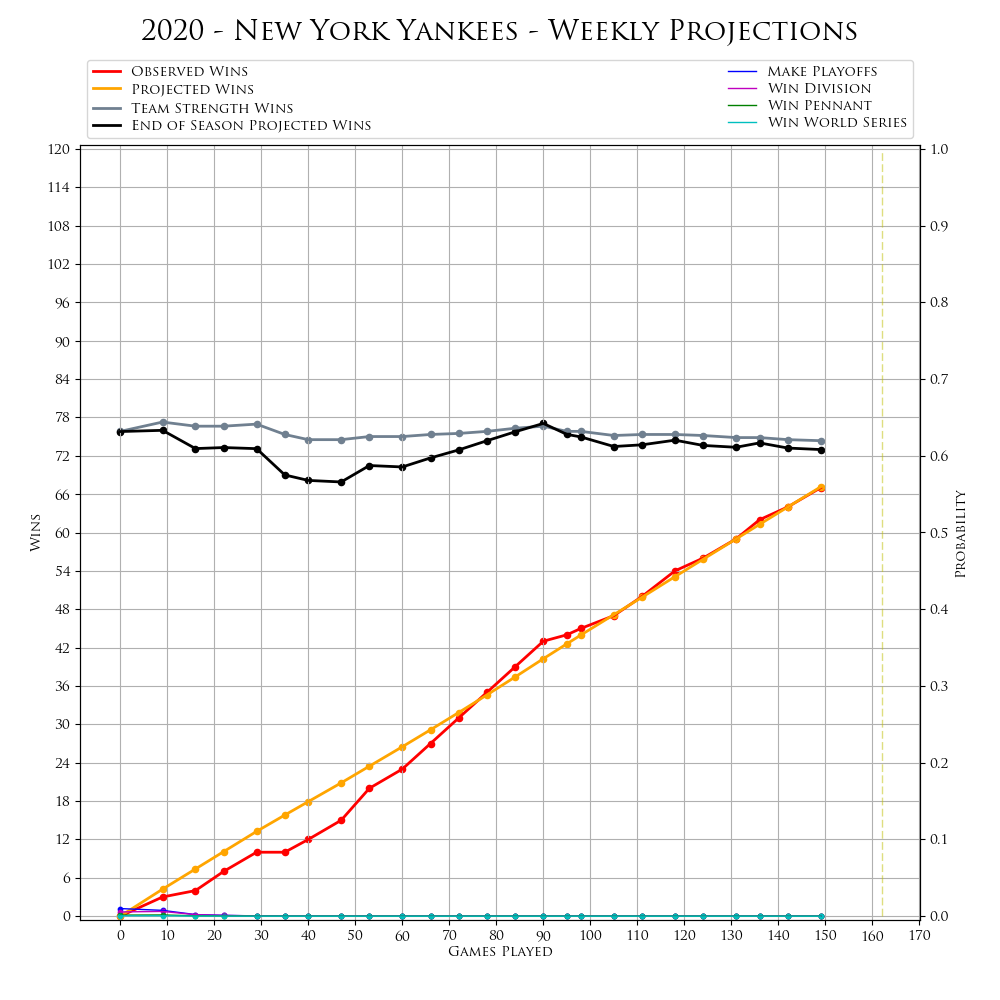 2020 - New York Yankees - Weekly Projections
Observed Wins
Projected Wins
Team Strength Wins
End of Season Projected Wins
Make Playoffs
Win Division
Win Pennant
Win World Series
120
114
108
102
96
90
84
78
72
66
60
54
48
42
36
30
24
18
12
6
0
Wins
1.0
0.9
0.8
0.7
0.6
0.5
0.4
0.3
0.2
0.1
0.0
Probability
0 10 20 30 40 50 60 70 80 90 100 110 120 130 140 150 160 170
Games Played